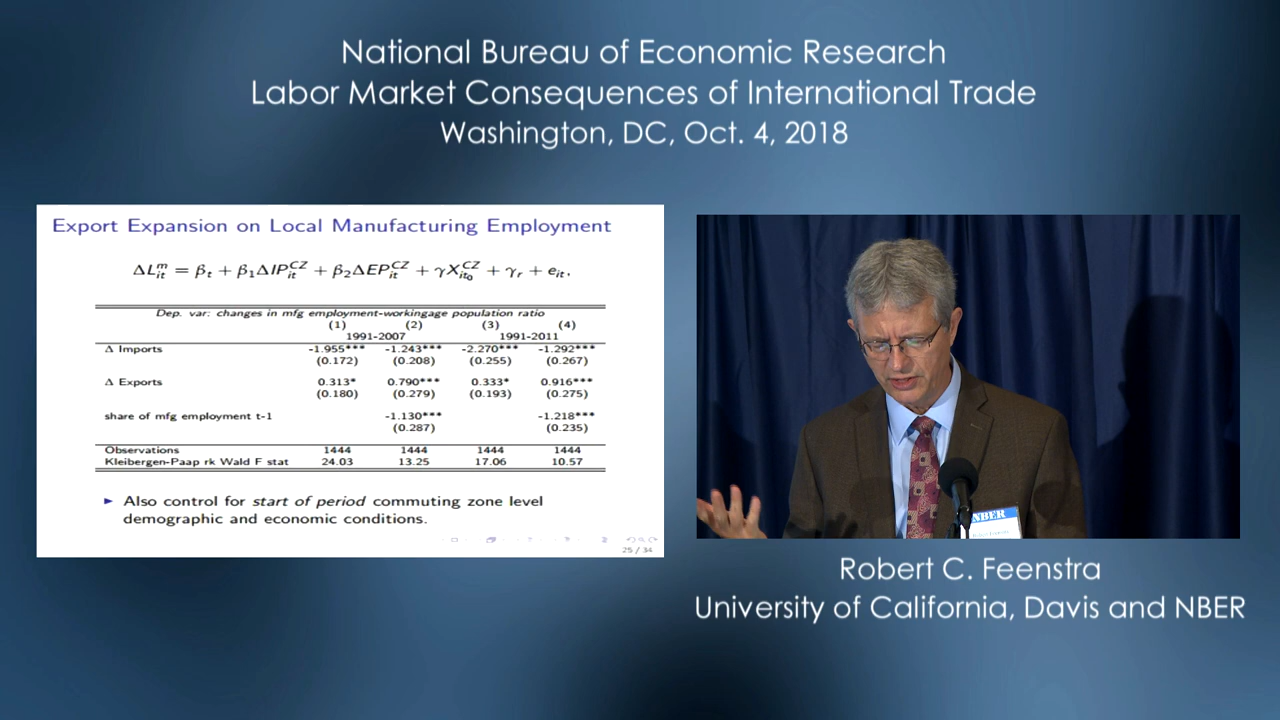 National Bureau of Economic Research
Labor Market Consequences of International Trade
Washington, DC, Oct. 4, 2018
Export Expansion on Local Manufacturing Employment
ΔL^m_it = β_t + β_1ΔIP^CZ_it + β_2ΔEP^CZ_it + γX^CZ_it_0 + γ_r + e_it.
Dep. var: changes in mfg employment-workingage population ratio
(1) (2) (3) (4)
1991-2007 1991-2011
Δ Imports -1.955*** -1.243*** -2.270*** -1.292***
(0.172) (0.208) (0.255) (0.267)
Δ Exports 0.313* 0.790*** 0.333* 0.916***
(0.180) (0.279) (0.193) (0.275)
share of mfg employment t-1 -1.130*** -1.218***
(0.287) (0.235)
Observations 1444 1444 1444 1444
Kleibergen-Paap rk Wald F stat 24.03 13.25 17.06 10.57
► Also control for start of period commuting zone level
demographic and economic conditions.
25 / 34
NBER
Robert C. Feenstra
University of California, Davis and NBER